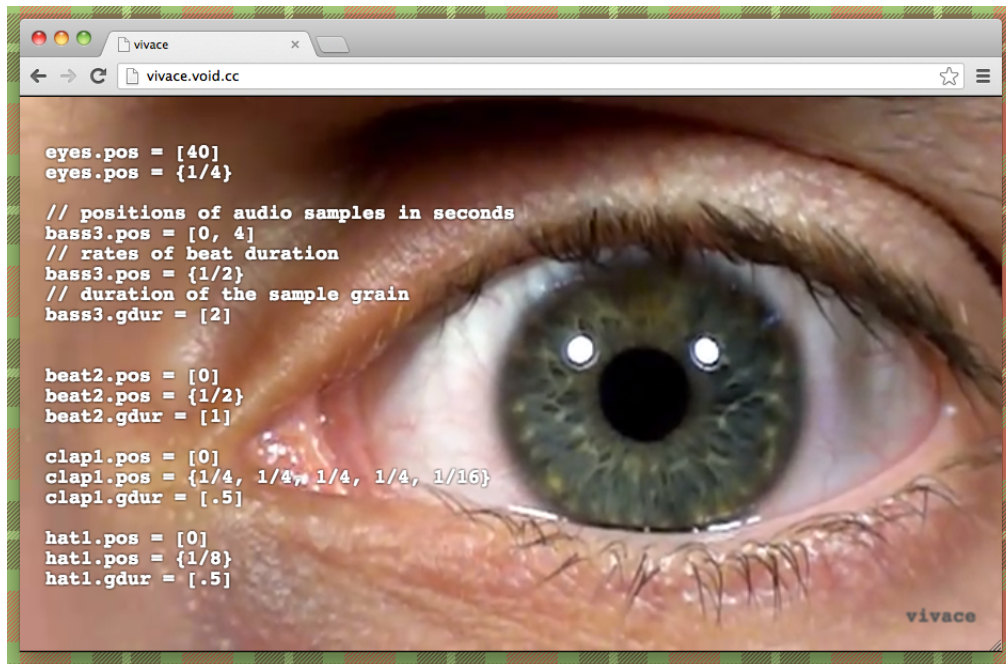 vivace
vivace.void.cc
eyes.pos = [40]
eyes.pos = {1/4}
// positions of audio samples in seconds
bass3.pos = [0, 4]
// rates of beat duration
bass3.pos = {1/2}
// duration of the sample grain
bass3.gdur = [2]
beat2.pos = [0]
beat2.pos = {1/2}
beat2.gdur = [1]
clap1.pos = [0]
clap1.pos = {1/4, 1/4, 1/4, 1/4, 1/16}
clap1.gdur = [.5]
hat1.pos = [0]
hat1.pos = {1/8}
hat1.gdur = [.5]
vivace